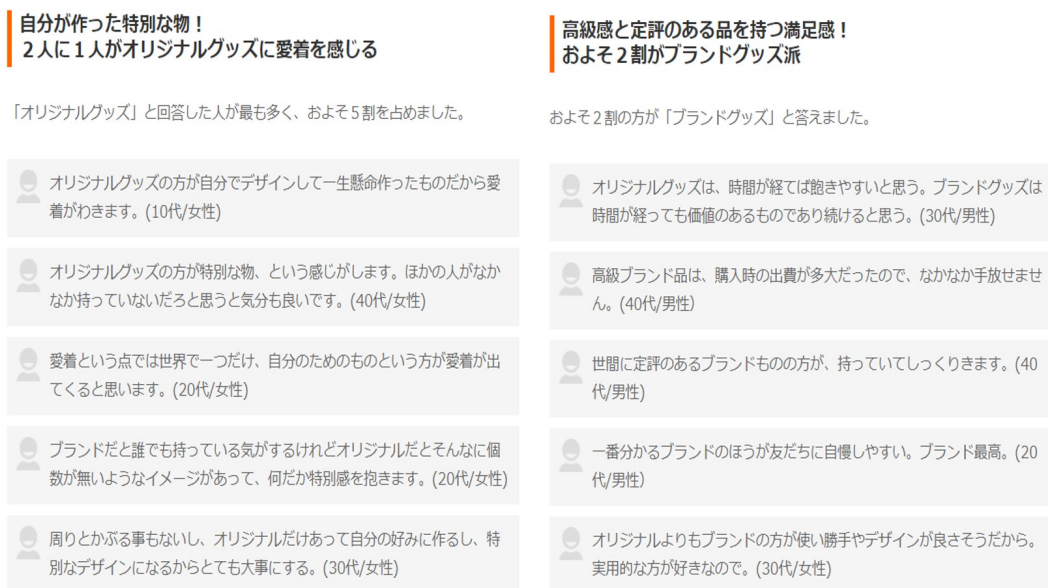 自分が作った特別な物！
２人に１人がオリジナルグッズに愛着を感じる
「オリジナルグッズ」と回答した人が最も多く、およそ５割を占めました。
オリジナルグッズの方が自分でデザインして一生懸命作ったものだから愛
着がわきます。(10代/女性)
オリジナルグッズの方が特別な物、という感じがします。ほかの人がなか
なか持っていないだろと思うと気分も良いです。(40代/女性)
愛着という点では世界で一つだけ、自分のためのものという方が愛着が出
てくると思います。(20代/女性)
ブランドだと誰でも持っている気がするけれどオリジナルだとそんなに個
数が無いようなイメージがあって、何だか特別感を抱きます。(20代/女性)
周りとかぶる事もないし、オリジナルだけあって自分の好みに作るし、特
別なデザインになるからとても大事にする。(30代/女性)
高級感と定評のある品を持つ満足感！
およそ２割がブランドグッズ派
およそ２割の方が「ブランドグッズ」と答えました。
オリジナルグッズは、時間が経てば飽きやすいと思う。ブランドグッズは
時間が経っても価値のあるものであり続けると思う。(30代/男性)
高級ブランド品は、購入時の出費が多大だったので、なかなか手放せませ
ん。(40代/男性）
世間に定評のあるブランドものの方が、持っていてしっくりきます。(40
代/男性)
一番分かるブランドのほうが友だちに自慢しやすい。ブランド最高。(20
代/男性）
オリジナルよりもブランドの方が使い勝手やデザインが良さそうだから。
実用的な方が好きなので。(30代/女性)